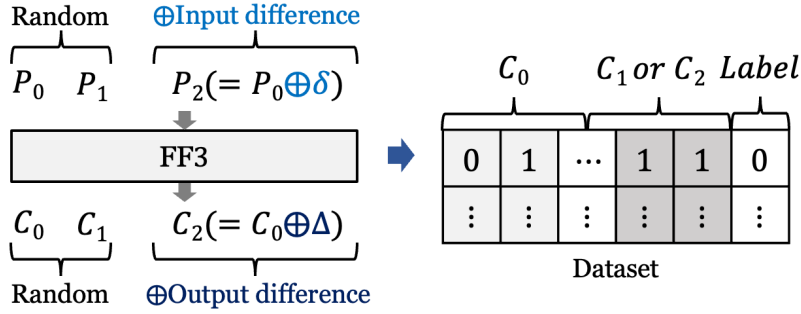 Random ⊕Input difference
P₀ P₁ P₂(= P₀⊕δ)
FF3
C₀ C₁ C₂(= C₀⊕Δ)
Random ⊕Output difference
C₀ C₁ or C₂ Label
0 1 ⋯ 1 1 0
⋮ ⋮ ⋮ ⋮ ⋮ ⋮
Dataset